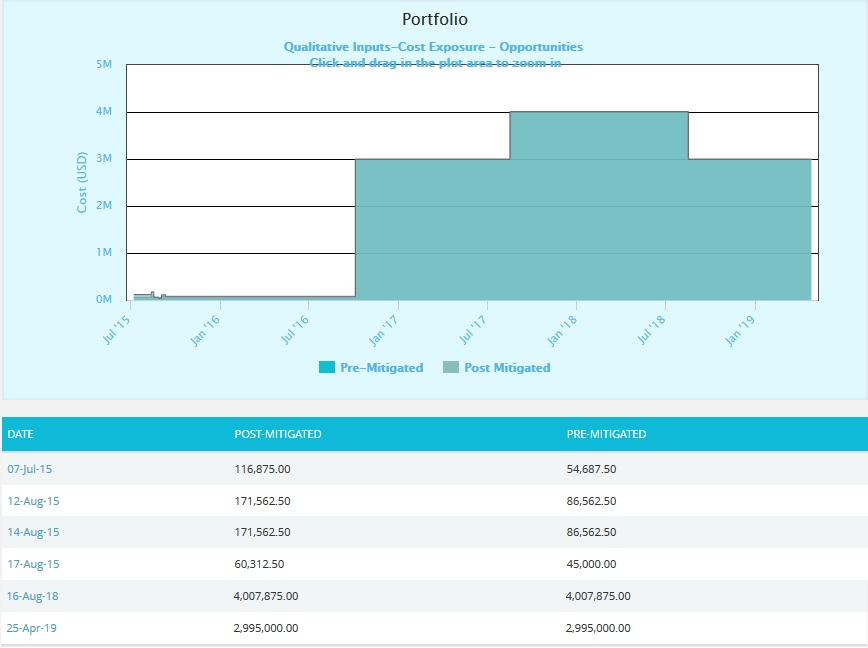 Portfolio
Qualitative Inputs-Cost Exposure - Opportunities
Click and drag in the plot area to zoom in
5M
4M
3M
2M
1M
0M
Cost (USD)
Jul '15
Jan '16
Jul '16
Jan '17
Jul '17
Jan '18
Jul '18
Jan '19
Pre-Mitigated
Post Mitigated
DATE POST-MITIGATED PRE-MITIGATED
07-Jul-15 116,875.00 54,687.50
12-Aug-15 171,562.50 86,562.50
14-Aug-15 171,562.50 86,562.50
17-Aug-15 60,312.50 45,000.00
16-Aug-18 4,007,875.00 4,007,875.00
25-Apr-19 2,995,000.00 2,995,000.00